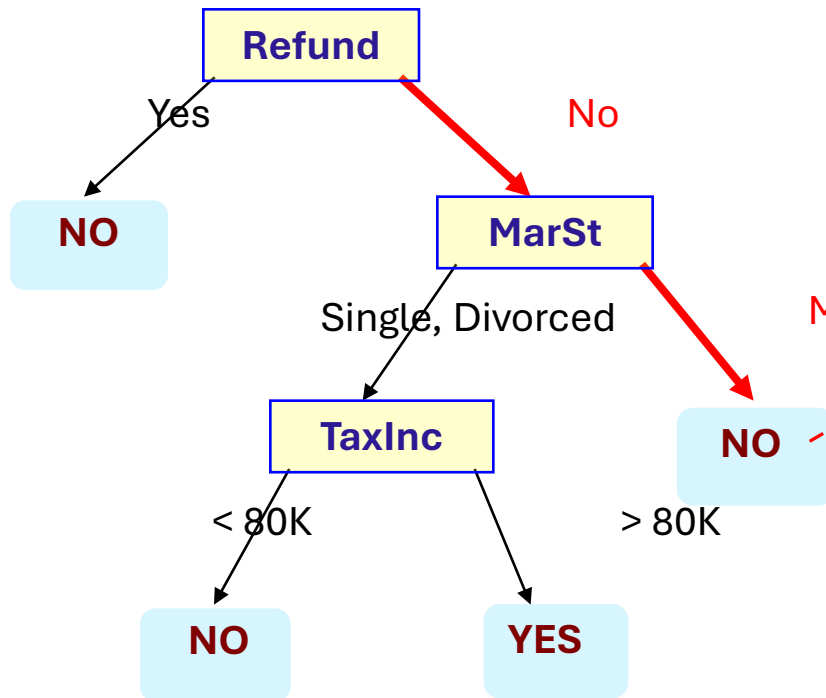 Refund
Yes
No
NO
MarSt
Single, Divorced
M
TaxInc
NO
< 80K
> 80K
NO
YES